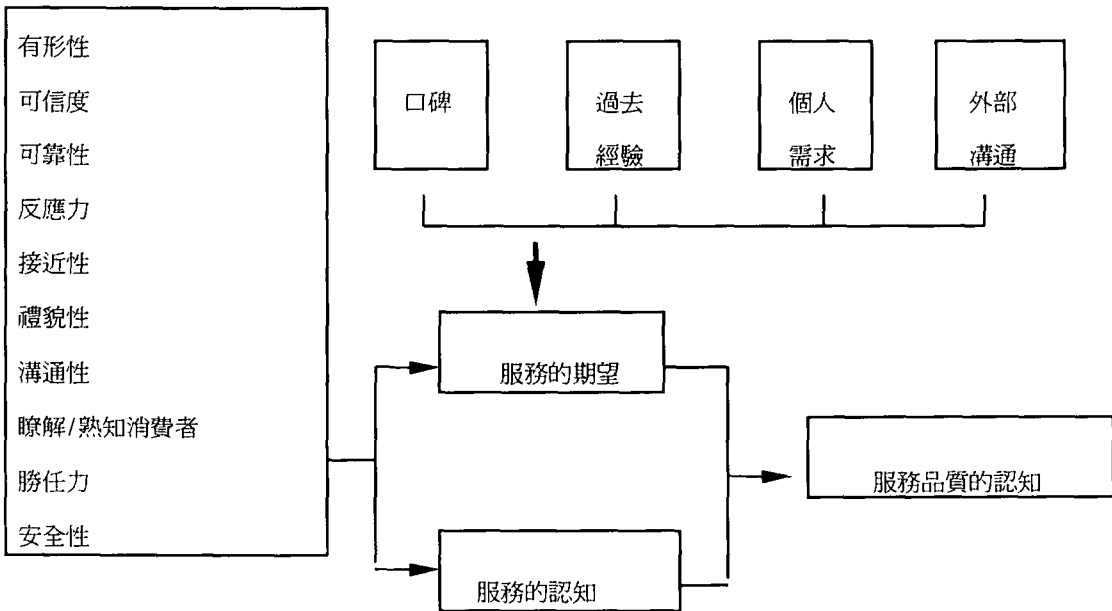 有形性
可信度
可靠性
反應力
接近性
禮貌性
溝通性
瞭解/熟知消費者
勝任力
安全性
口碑
過去
經驗
個人
需求
外部
溝通
服務的期望
服務的認知
服務品質的認知